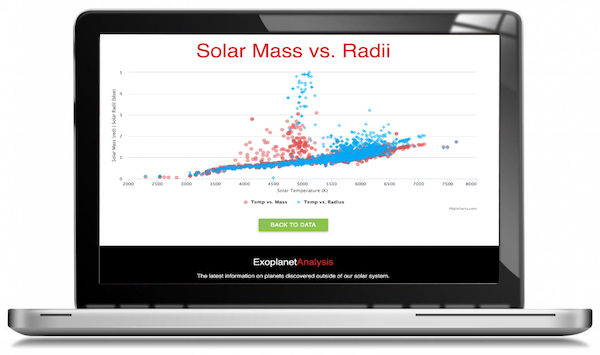 Solar Mass vs. Radii
Solar Mass (red) | Solar Radii (blue)
5
4
3
2
1
0
2000 2500 3000 3500 4000 4500 5000 5500 6000 6500 7000 7500 8000
Solar Temperature (K)
Temp vs. Mass Temp vs. Radius
Highcharts.com
BACK TO DATA
ExoplanetAnalysis
The latest information on planets discovered outside of our solar system.